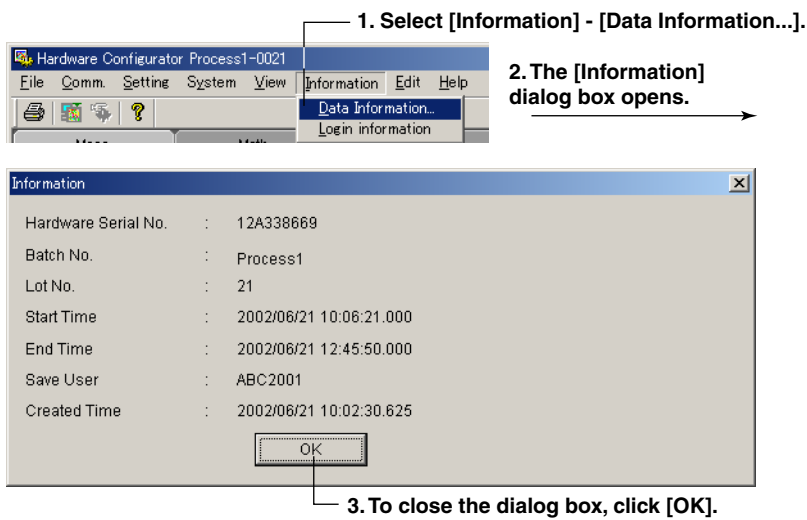 1. Select [Information] - [Data Information...].
Hardware Configurator Process1-0021
File Comm. Setting System View Information Edit Help
Data Information...
Login information
Math
2. The [Information]
dialog box opens.
Information
Hardware Serial No. : 12A338669
Batch No. : Process1
Lot No. : 21
Start Time : 2002/06/21 10:06:21.000
End Time : 2002/06/21 12:45:50.000
Save User : ABC2001
Created Time : 2002/06/21 10:02:30.625
OK
3. To close the dialog box, click [OK].